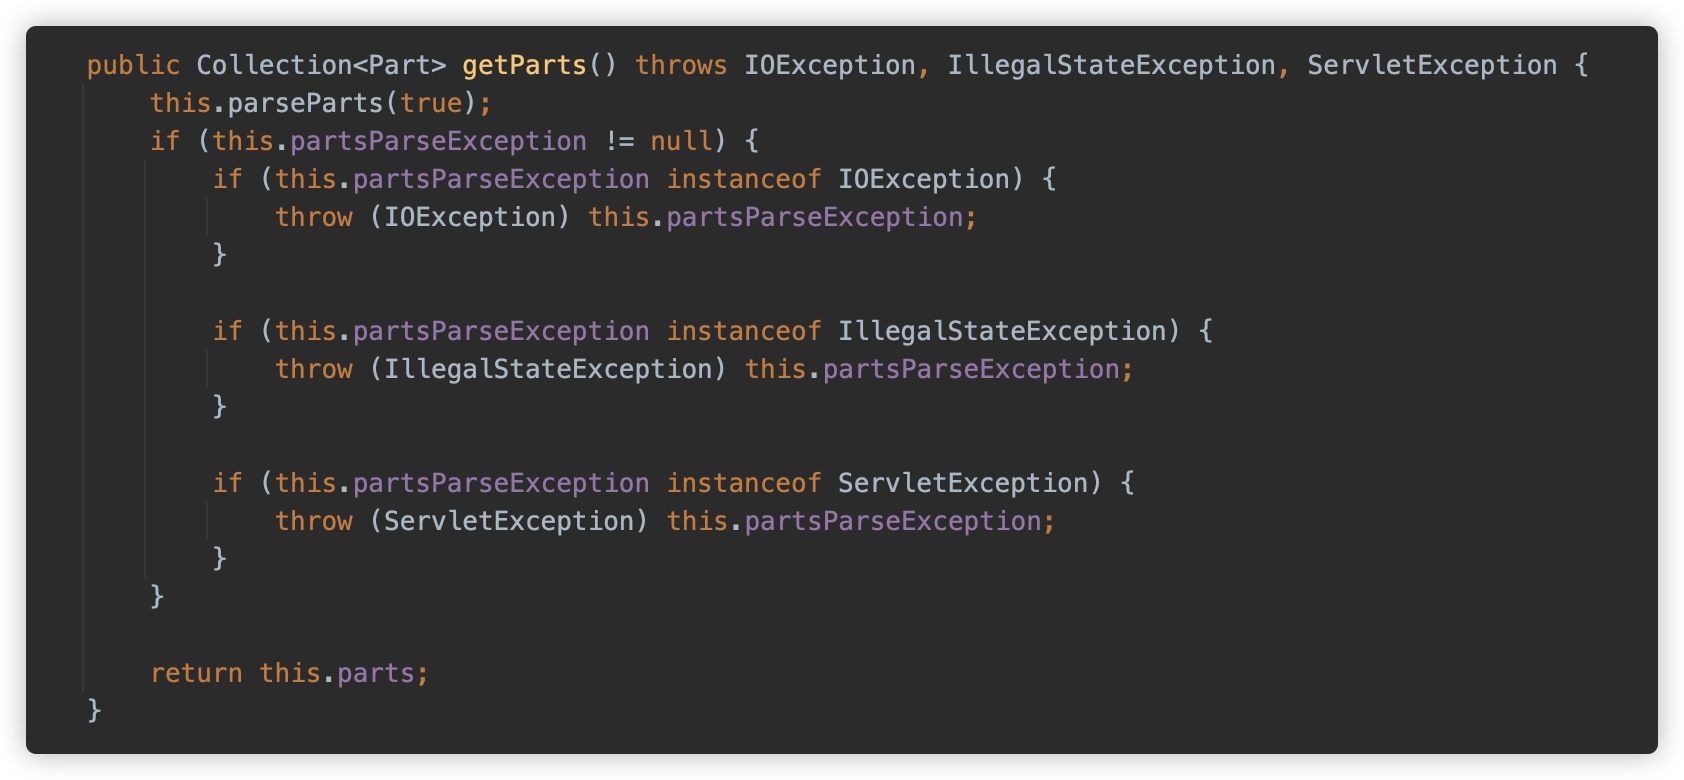 public Collection<Part> getParts() throws IOException, IllegalStateException, ServletException {
    this.parseParts(true);
    if (this.partsParseException != null) {
        if (this.partsParseException instanceof IOException) {
            throw (IOException) this.partsParseException;
        }
        if (this.partsParseException instanceof IllegalStateException) {
            throw (IllegalStateException) this.partsParseException;
        }
        if (this.partsParseException instanceof ServletException) {
            throw (ServletException) this.partsParseException;
        }
    }
    return this.parts;
}